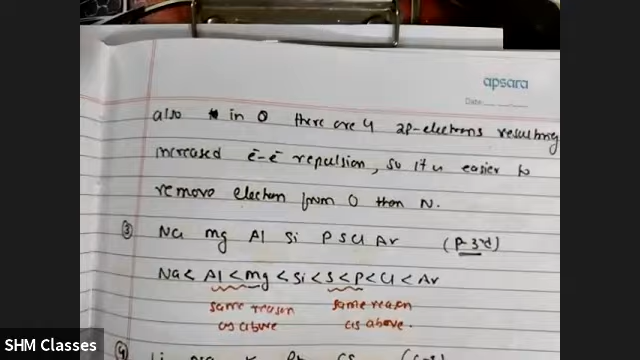 apsara
Date:
also in O there are 4 2p-electrons resulting
increased e⁻-e⁻ repulsion, so it is easier to
remove electron from O than N.
③ Na mg Al Si P S Cl Ar (P-3rd)
Na < Al < mg < Si < S < P < Cl < Ar
same reason same reason
as above as above.
④
SHM Classes